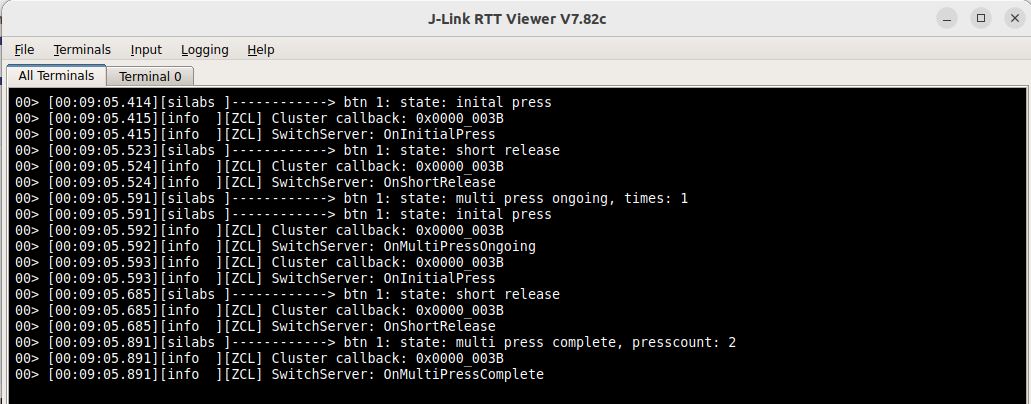 J-Link RTT Viewer V7.82c
File Terminals Input Logging Help
All Terminals Terminal 0
00> [00:09:05.414][silabs ]------------> btn 1: state: inital press
00> [00:09:05.415][info  ][ZCL] Cluster callback: 0x0000_003B
00> [00:09:05.415][info  ][ZCL] SwitchServer: OnInitialPress
00> [00:09:05.523][silabs ]------------> btn 1: state: short release
00> [00:09:05.524][info  ][ZCL] Cluster callback: 0x0000_003B
00> [00:09:05.524][info  ][ZCL] SwitchServer: OnShortRelease
00> [00:09:05.591][silabs ]------------> btn 1: state: multi press ongoing, times: 1
00> [00:09:05.591][silabs ]------------> btn 1: state: inital press
00> [00:09:05.592][info  ][ZCL] Cluster callback: 0x0000_003B
00> [00:09:05.592][info  ][ZCL] SwitchServer: OnMultiPressOngoing
00> [00:09:05.593][info  ][ZCL] Cluster callback: 0x0000_003B
00> [00:09:05.593][info  ][ZCL] SwitchServer: OnInitialPress
00> [00:09:05.685][silabs ]------------> btn 1: state: short release
00> [00:09:05.685][info  ][ZCL] Cluster callback: 0x0000_003B
00> [00:09:05.685][info  ][ZCL] SwitchServer: OnShortRelease
00> [00:09:05.891][silabs ]------------> btn 1: state: multi press complete, presscount: 2
00> [00:09:05.891][info  ][ZCL] Cluster callback: 0x0000_003B
00> [00:09:05.891][info  ][ZCL] SwitchServer: OnMultiPressComplete